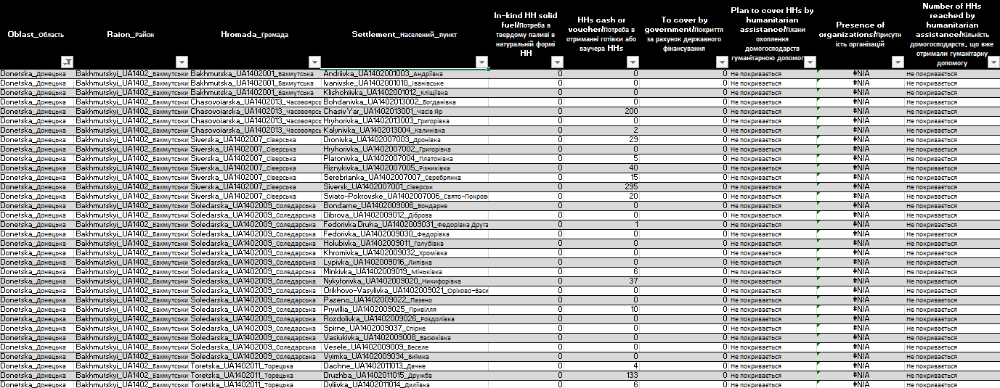 Oblast_Область Raion_Район Hromada_Громада Settlement_Населений_пункт In-kind HH solid fuel/Потреба в твердому паливі в натуральній формі HH HHs cash or voucher/Потреба в отриманні готівки або ваучера HHs To cover by government/Покриття за рахунок державного фінансування Plan to cover HHs by humanitarian assistance/Плани охоплення домогосподарств гуманітарною допомог Presence of organizations/Присутність організацій Number of HHs reached by humanitarian assistance/Кількість домогосподарств, що вже отримали гуманітарну допомогу
Donetska_Донецька Bakhmutskyi_UA1402_Бахмутськи Bakhmutska_UA1402001_Бахмутська Andriivka_UA1402001003_Андріївка 0 0 0 Не покривається #N/A Не покривається
Donetska_Донецька Bakhmutskyi_UA1402_Бахмутськи Bakhmutska_UA1402001_Бахмутська Ivanivske_UA1402001010_Іванівське 0 0 0 Не покривається #N/A Не покривається
Donetska_Донецька Bakhmutskyi_UA1402_Бахмутськи Bakhmutska_UA1402001_Бахмутська Klishchiivka_UA1402001012_Кліщіївка 0 0 0 Не покривається #N/A Не покривається
Donetska_Донецька Bakhmutskyi_UA1402_Бахмутськи Chasovoiarska_UA1402013_Часовоярсь Bohdanivka_UA1402013002_Богданівка 0 0 0 Не покривається #N/A Не покривається
Donetska_Донецька Bakhmutskyi_UA1402_Бахмутськи Chasovoiarska_UA1402013_Часовоярсь Chasiv Yar_UA1402013001_Часів Яр 0 200 0 Не покривається #N/A Не покривається
Donetska_Донецька Bakhmutskyi_UA1402_Бахмутськи Chasovoiarska_UA1402013_Часовоярсь Hryhorivka_UA1402013003_Григорівка 0 0 0 Не покривається #N/A Не покривається
Donetska_Донецька Bakhmutskyi_UA1402_Бахмутськи Chasovoiarska_UA1402013_Часовоярсь Kalynivka_UA1402013004_Калинівка 0 2 0 Не покривається #N/A Не покривається
Donetska_Донецька Bakhmutskyi_UA1402_Бахмутськи Siverska_UA1402007_Сіверська Dronivka_UA1402007003_Дронівка 0 29 0 Не покривається #N/A Не покривається
Donetska_Донецька Bakhmutskyi_UA1402_Бахмутськи Siverska_UA1402007_Сіверська Hryhorivka_UA1402007002_Григорівка 0 0 0 Не покривається #N/A Не покривається
Donetska_Донецька Bakhmutskyi_UA1402_Бахмутськи Siverska_UA1402007_Сіверська Platonivka_UA1402007004_Платонівка 0 5 0 Не покривається #N/A Не покривається
Donetska_Донецька Bakhmutskyi_UA1402_Бахмутськи Siverska_UA1402007_Сіверська Riznykivka_UA1402007005_Різниківка 0 40 0 Не покривається #N/A Не покривається
Donetska_Донецька Bakhmutskyi_UA1402_Бахмутськи Siverska_UA1402007_Сіверська Serebrianka_UA1402007007_Серебрянка 0 15 0 Не покривається #N/A Не покривається
Donetska_Донецька Bakhmutskyi_UA1402_Бахмутськи Siverska_UA1402007_Сіверська Siversk_UA1402007001_Сіверськ 0 295 0 Не покривається #N/A Не покривається
Donetska_Донецька Bakhmutskyi_UA1402_Бахмутськи Siverska_UA1402007_Сіверська Sviato-Pokrovske_UA1402007006_Свято-Покров 0 20 0 Не покривається #N/A Не покривається
Donetska_Донецька Bakhmutskyi_UA1402_Бахмутськи Soledarska_UA1402009_Соледарська Bondarne_UA1402009006_Бондарне 0 0 0 Не покривається #N/A Не покривається
Donetska_Донецька Bakhmutskyi_UA1402_Бахмутськи Soledarska_UA1402009_Соледарська Dibrova_UA1402009012_Діброва 0 0 0 Не покривається #N/A Не покривається
Donetska_Донецька Bakhmutskyi_UA1402_Бахмутськи Soledarska_UA1402009_Соледарська Fedorivka Druha_UA1402009031_Федорівка Друга 0 1 0 Не покривається #N/A Не покривається
Donetska_Донецька Bakhmutskyi_UA1402_Бахмутськи Soledarska_UA1402009_Соледарська Fedorivka_UA1402009030_Федорівка 0 0 0 Не покривається #N/A Не покривається
Donetska_Донецька Bakhmutskyi_UA1402_Бахмутськи Soledarska_UA1402009_Соледарська Holubivka_UA1402009011_Голубівка 0 0 0 Не покривається #N/A Не покривається
Donetska_Донецька Bakhmutskyi_UA1402_Бахмутськи Soledarska_UA1402009_Соледарська Khromivka_UA1402009032_Хромівка 0 0 0 Не покривається #N/A Не покривається
Donetska_Донецька Bakhmutskyi_UA1402_Бахмутськи Soledarska_UA1402009_Соледарська Lypivka_UA1402009016_Липівка 0 0 0 Не покривається #N/A Не покривається
Donetska_Донецька Bakhmutskyi_UA1402_Бахмутськи Soledarska_UA1402009_Соледарська Minkivka_UA1402009019_Міньківка 0 6 0 Не покривається #N/A Не покривається
Donetska_Донецька Bakhmutskyi_UA1402_Бахмутськи Soledarska_UA1402009_Соледарська Nykyforivka_UA1402009020_Никифорівка 0 37 0 Не покривається #N/A Не покривається
Donetska_Донецька Bakhmutskyi_UA1402_Бахмутськи Soledarska_UA1402009_Соледарська Orikhovo-Vasylivka_UA1402009021_Оріхово-Васи 0 0 0 Не покривається #N/A Не покривається
Donetska_Донецька Bakhmutskyi_UA1402_Бахмутськи Soledarska_UA1402009_Соледарська Pazeno_UA1402009022_Пазено 0 0 0 Не покривається #N/A Не покривається
Donetska_Донецька Bakhmutskyi_UA1402_Бахмутськи Soledarska_UA1402009_Соледарська Pryvillia_UA1402009025_Привілля 0 10 0 Не покривається #N/A Не покривається
Donetska_Донецька Bakhmutskyi_UA1402_Бахмутськи Soledarska_UA1402009_Соледарська Rozdolivka_UA1402009026_Роздолівка 0 0 0 Не покривається #N/A Не покривається
Donetska_Донецька Bakhmutskyi_UA1402_Бахмутськи Soledarska_UA1402009_Соледарська Spirne_UA1402009037_Спірне 0 0 0 Не покривається #N/A Не покривається
Donetska_Донецька Bakhmutskyi_UA1402_Бахмутськи Soledarska_UA1402009_Соледарська Vasiukivka_UA1402009008_Васюківка 0 0 0 Не покривається #N/A Не покривається
Donetska_Донецька Bakhmutskyi_UA1402_Бахмутськи Soledarska_UA1402009_Соледарська Vesele_UA1402009009_Веселе 0 0 0 Не покривається #N/A Не покривається
Donetska_Донецька Bakhmutskyi_UA1402_Бахмутськи Soledarska_UA1402009_Соледарська Vyimka_UA1402009034_Виїмка 0 0 0 Не покривається #N/A Не покривається
Donetska_Донецька Bakhmutskyi_UA1402_Бахмутськи Toretska_UA1402011_Торецька Dachne_UA1402011013_Дачне 0 4 0 Не покривається #N/A Не покривається
Donetska_Донецька Bakhmutskyi_UA1402_Бахмутськи Toretska_UA1402011_Торецька Druzhba_UA1402011015_Дружба 0 133 0 Не покривається #N/A Не покривається
Donetska_Донецька Bakhmutskyi_UA1402_Бахмутськи Toretska_UA1402011_Торецька Dyliivka_UA1402011014_Диліївка 0 6 0 Не покривається #N/A Не покривається